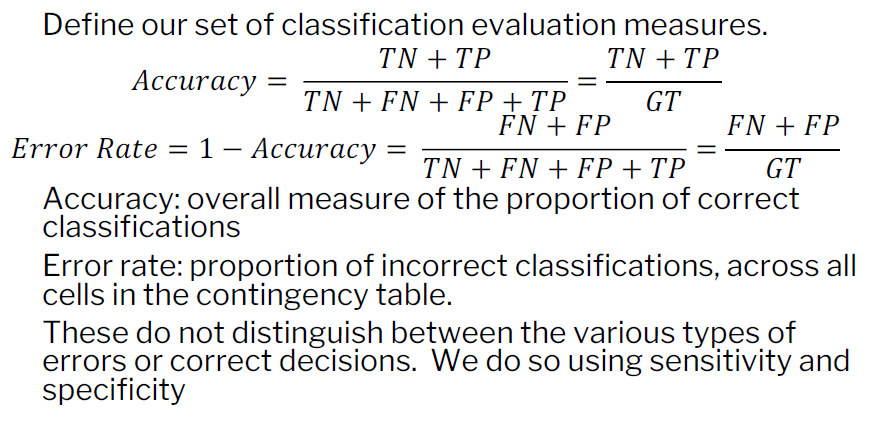 Define our set of classification evaluation measures.
Accuracy = \frac{TN + TP}{TN + FN + FP + TP} = \frac{TN + TP}{GT}
Error Rate = 1 − Accuracy = \frac{FN + FP}{TN + FN + FP + TP} = \frac{FN + FP}{GT}
Accuracy: overall measure of the proportion of correct
classifications
Error rate: proportion of incorrect classifications, across all
cells in the contingency table.
These do not distinguish between the various types of
errors or correct decisions. We do so using sensitivity and
specificity